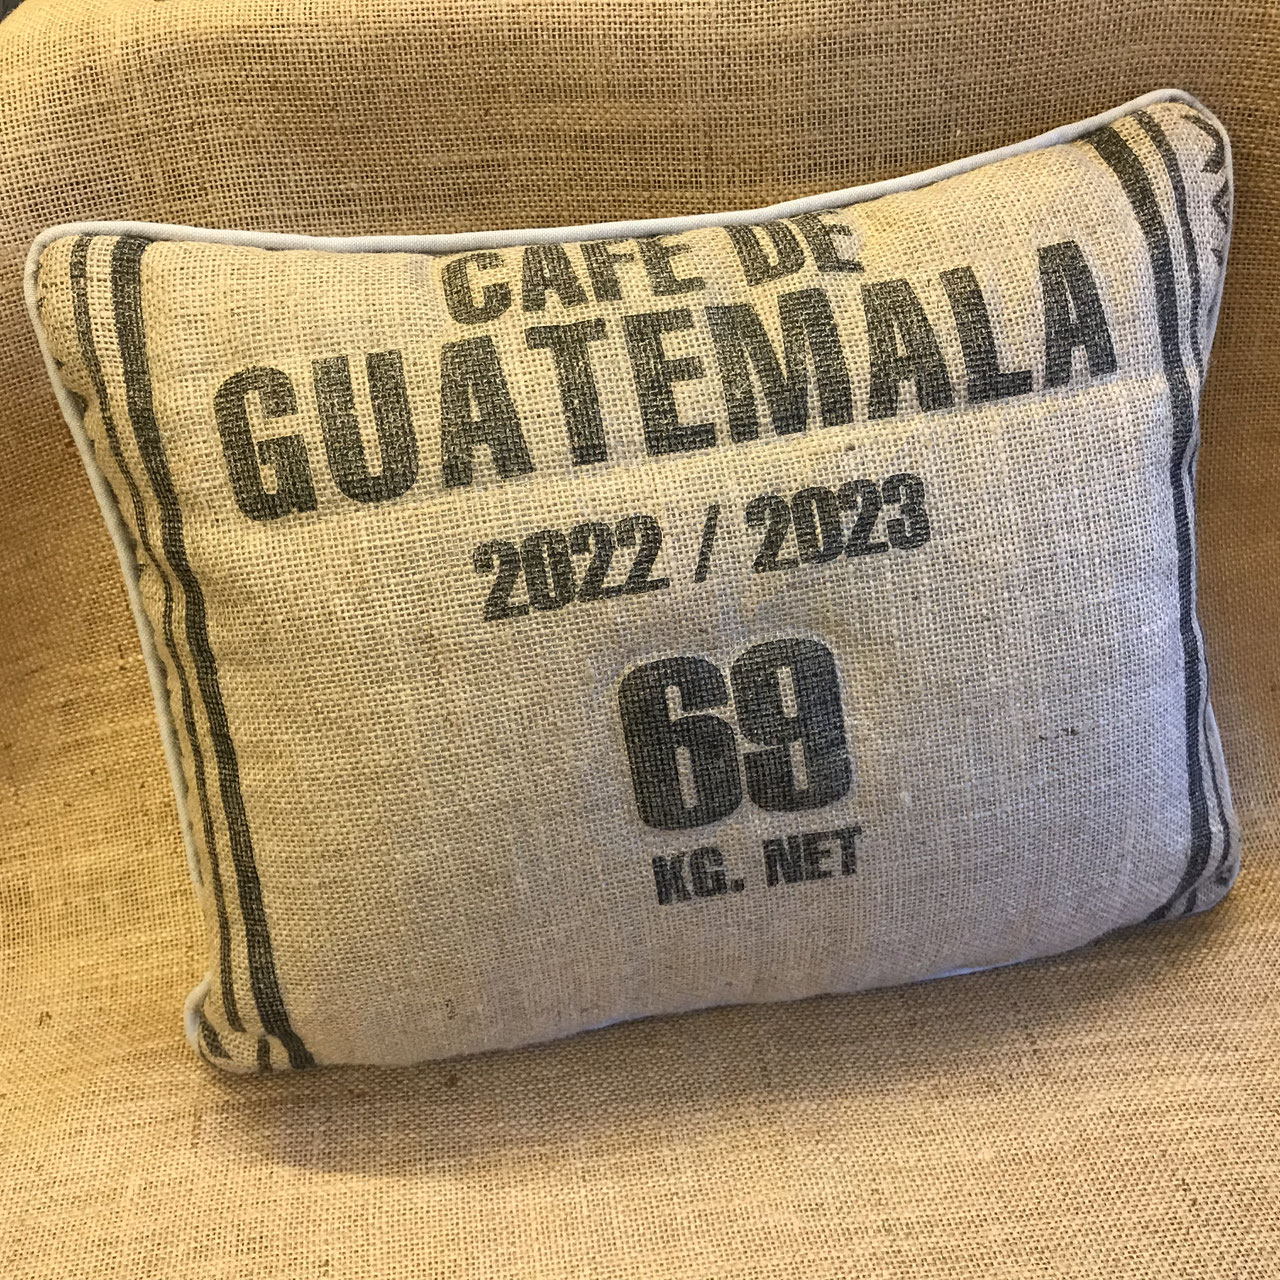 CAFE DE
GUATEMALA
2022 / 2023
69
KG. NET